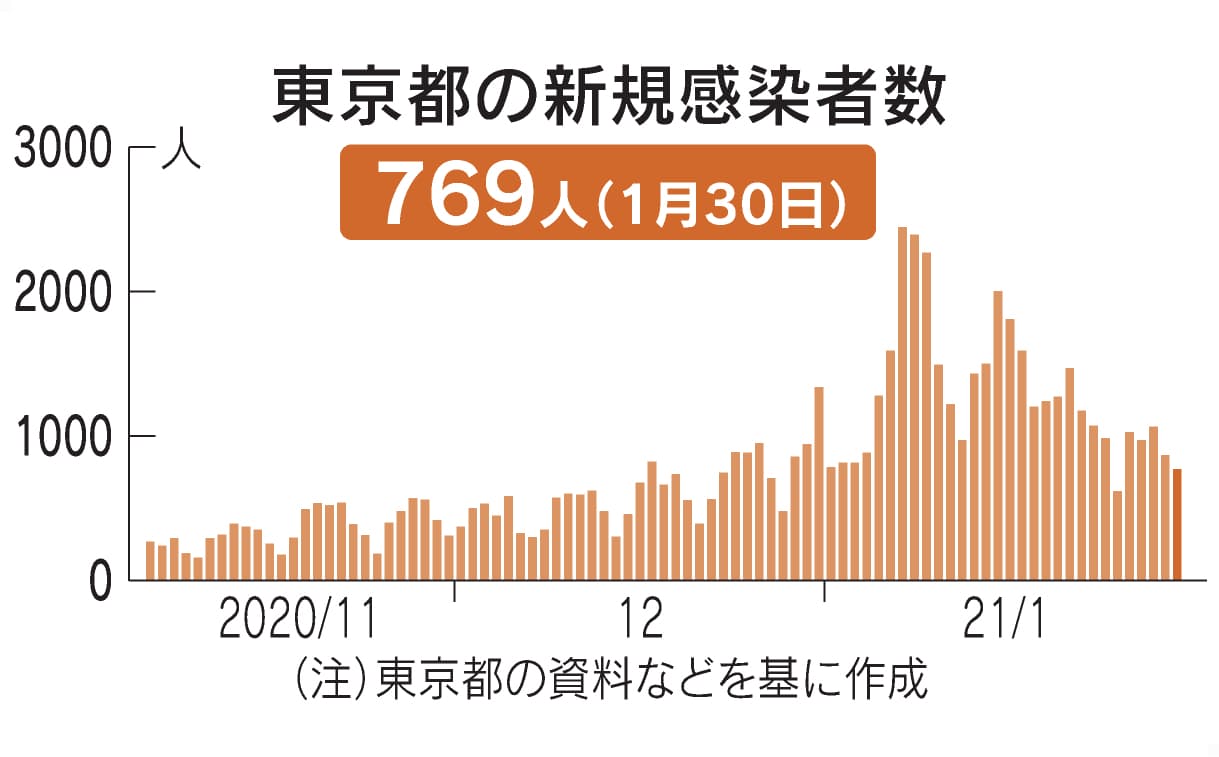 東京都の新規感染者数
769人(1月30日)
3000 人
2000
1000
0
2020/11 12 21/1
(注)東京都の資料などを基に作成